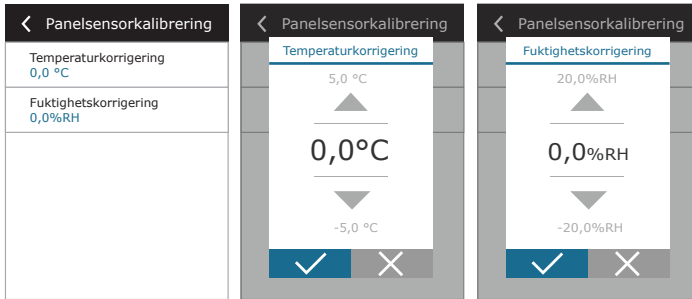 Panelsensorkalibrering
Temperaturkorrigering
0,0 °C
Fuktighetskorrigering
0,0%RH
Panelsensorkalibrering
Temperaturkorrigering
5,0 °C
0,0°C
-5,0 °C
Panelsensorkalibrering
Fuktighetskorrigering
20,0%RH
0,0%RH
-20,0%RH